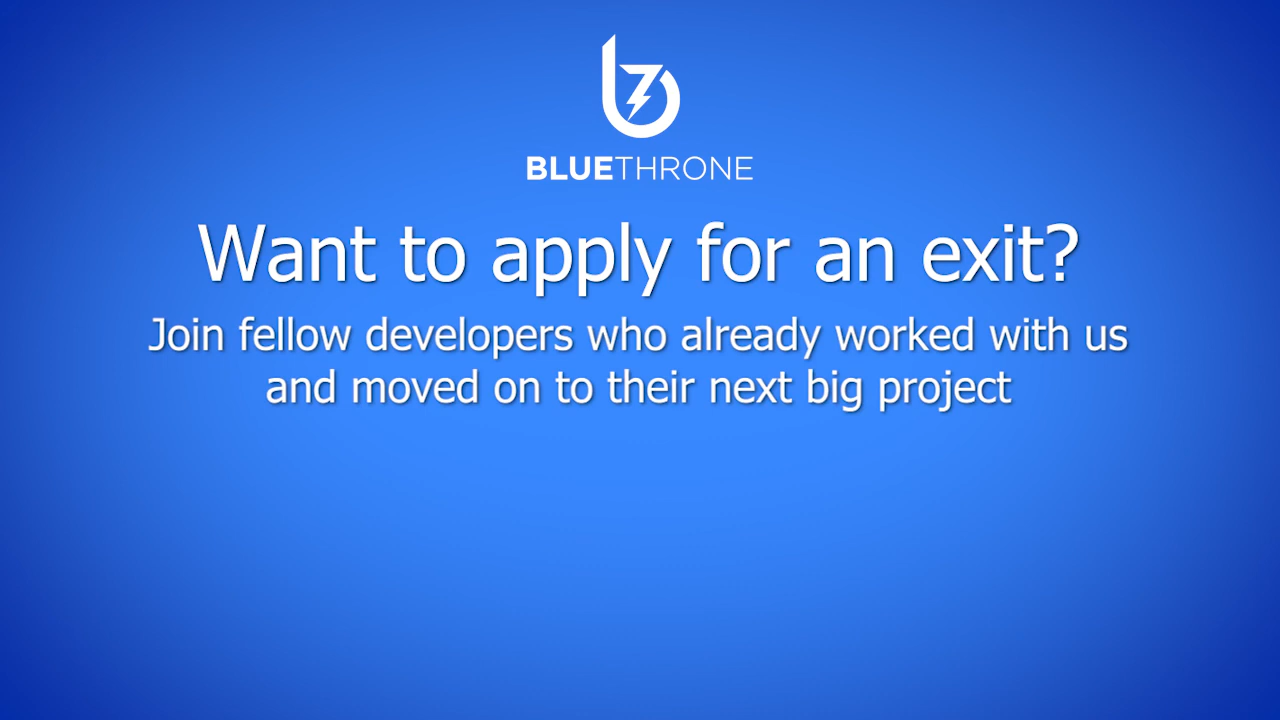 BLUETHRONE
Want to apply for an exit?
Join fellow developers who already worked with us
and moved on to their next big project